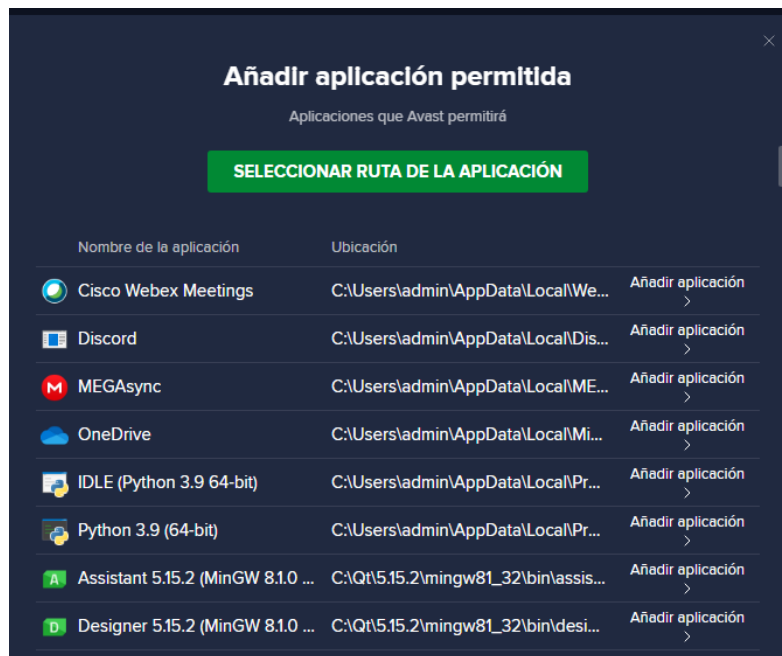 Añadir aplicación permitida
Aplicaciones que Avast permitirá
SELECCIONAR RUTA DE LA APLICACIÓN
Nombre de la aplicación Ubicación
Cisco Webex Meetings C:\Users\admin\AppData\Local\We... Añadir aplicación
Discord C:\Users\admin\AppData\Local\Dis... Añadir aplicación
MEGAsync C:\Users\admin\AppData\Local\ME... Añadir aplicación
OneDrive C:\Users\admin\AppData\Local\Mi... Añadir aplicación
IDLE (Python 3.9 64-bit) C:\Users\admin\AppData\Local\Pr... Añadir aplicación
Python 3.9 (64-bit) C:\Users\admin\AppData\Local\Pr... Añadir aplicación
A Assistant 5.15.2 (MinGW 8.1.0 ... C:\Qt\5.15.2\mingw81_32\bin\assis... Añadir aplicación
D Designer 5.15.2 (MinGW 8.1.0 ... C:\Qt\5.15.2\mingw81_32\bin\desi... Añadir aplicación